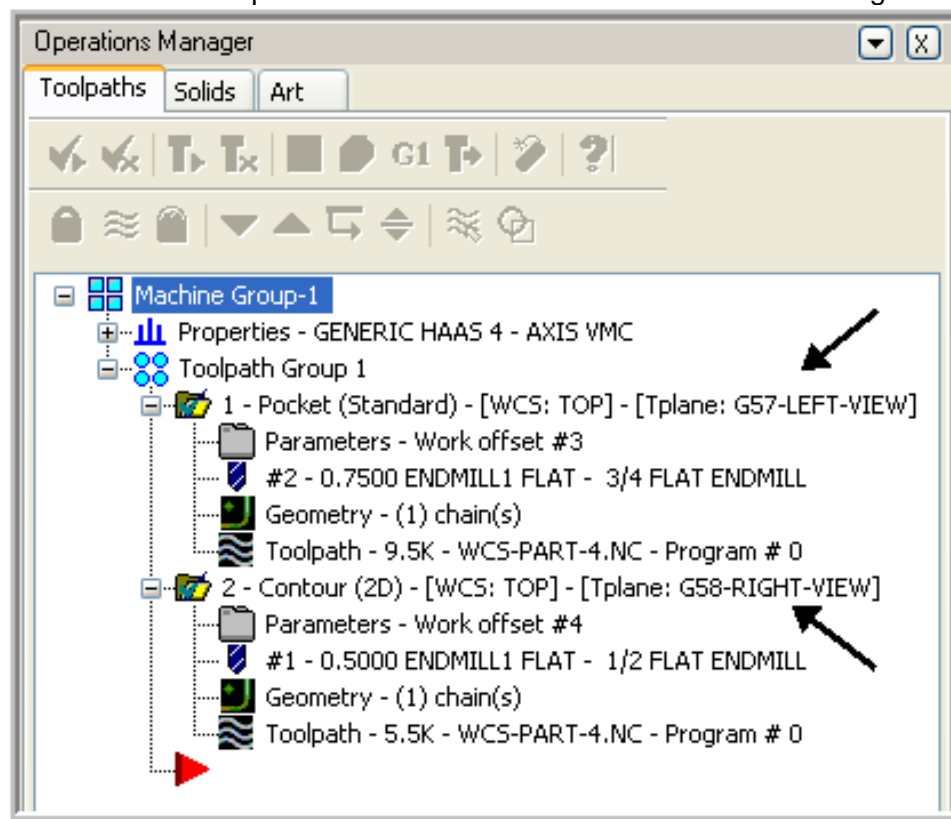 Operations Manager
Toolpaths Solids Art
G1
Machine Group-1
Properties - GENERIC HAAS 4 - AXIS VMC
Toolpath Group 1
1 - Pocket (Standard) - [WCS: TOP] - [Tplane: G57-LEFT-VIEW]
Parameters - Work offset #3
#2 - 0.7500 ENDMILL1 FLAT - 3/4 FLAT ENDMILL
Geometry - (1) chain(s)
Toolpath - 9.5K - WCS-PART-4.NC - Program # 0
2 - Contour (2D) - [WCS: TOP] - [Tplane: G58-RIGHT-VIEW]
Parameters - Work offset #4
#1 - 0.5000 ENDMILL1 FLAT - 1/2 FLAT ENDMILL
Geometry - (1) chain(s)
Toolpath - 5.5K - WCS-PART-4.NC - Program # 0